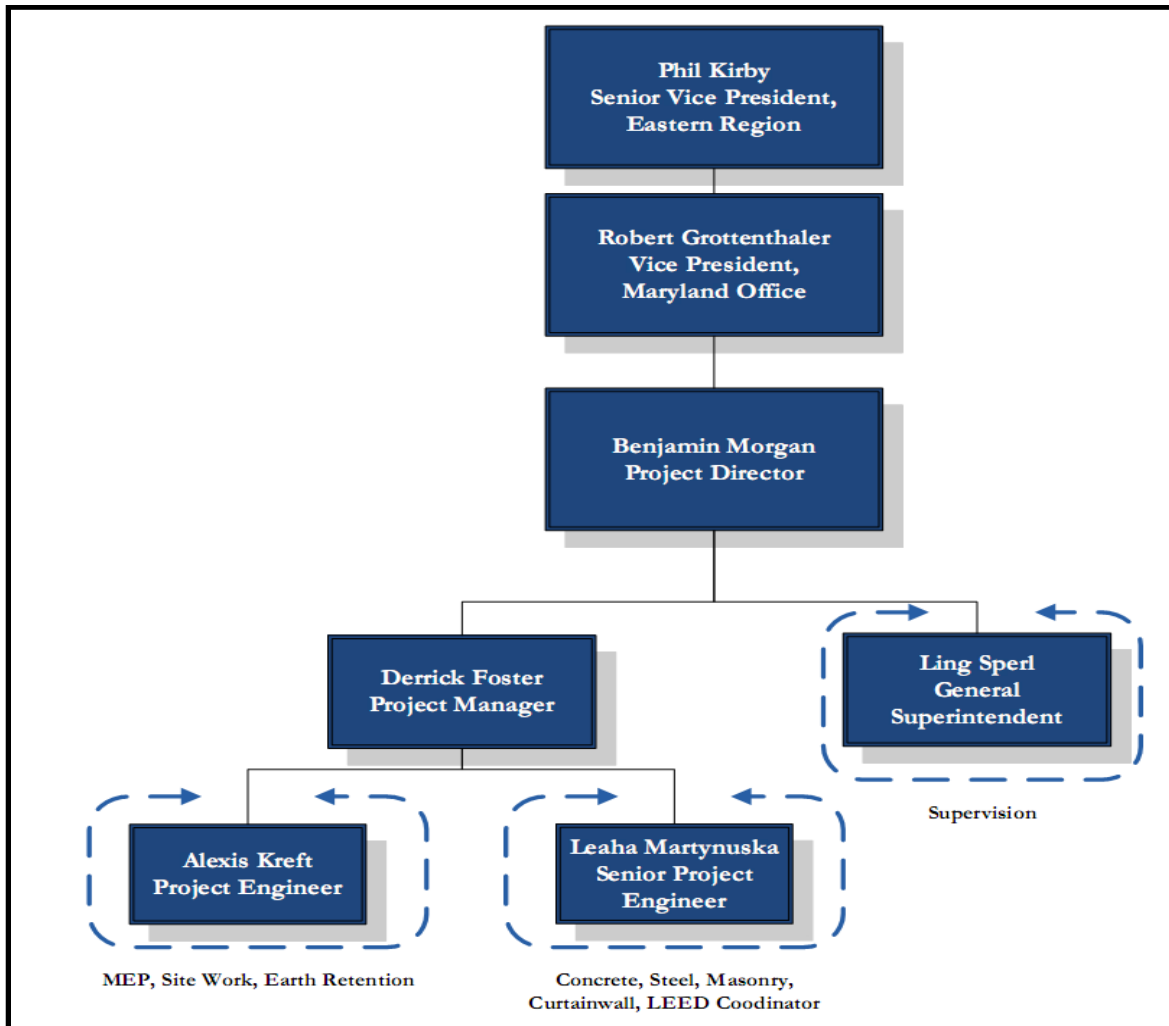 Phil Kirby
Senior Vice President,
Eastern Region
Robert Grottenthaler
Vice President,
Maryland Office
Benjamin Morgan
Project Director
Derrick Foster
Project Manager
Ling Sperl
General
Superintendent
Supervision
Alexis Kreft
Project Engineer
Leaha Martynuska
Senior Project
Engineer
MEP, Site Work, Earth Retention
Concrete, Steel, Masonry,
Curtainwall, LEED Coodinator